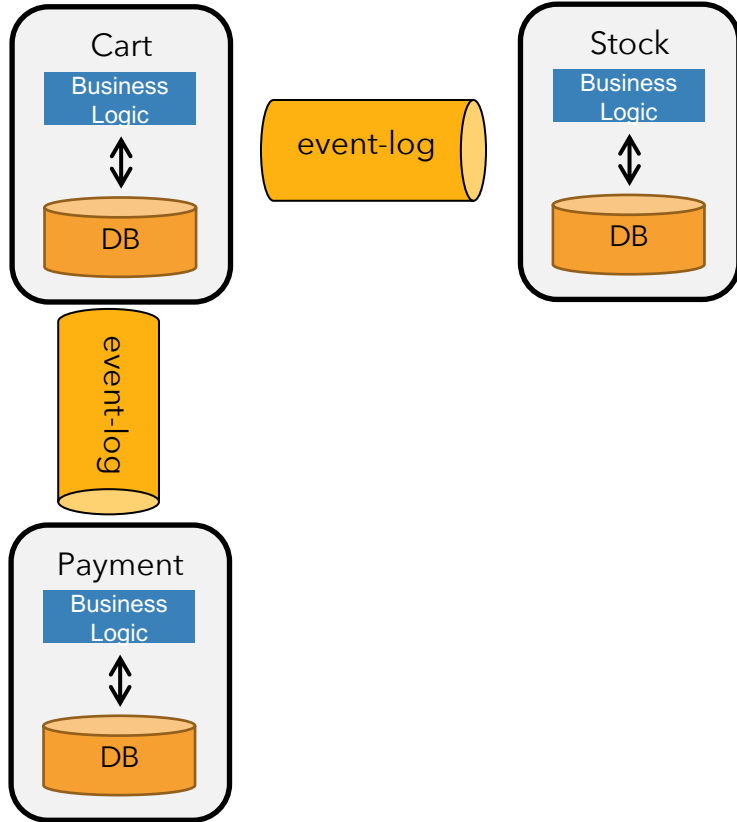 Cart
Business
Logic
DB
event-log
Stock
Business
Logic
DB
event-log
Payment
Business
Logic
DB